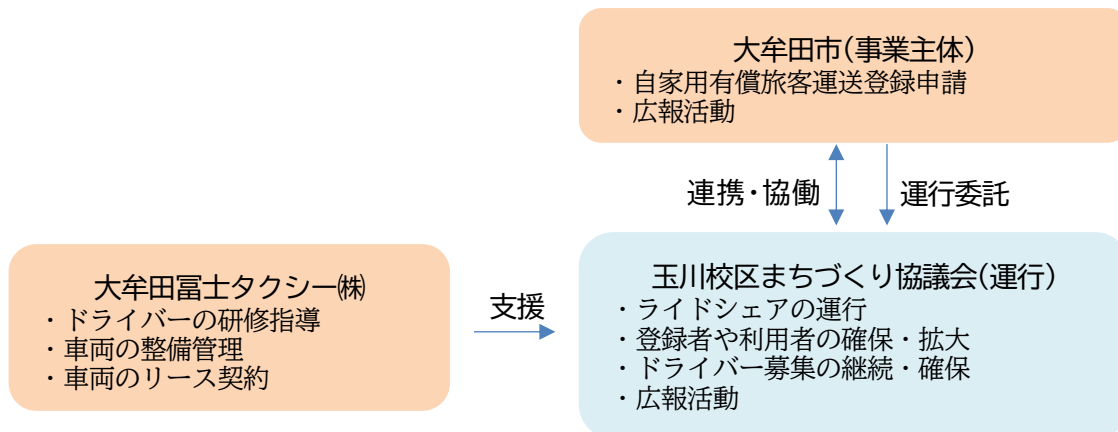 大牟田市(事業主体)
・自家用有償旅客運送登録申請
・広報活動
連携・協働
運行委託
大牟田冨士タクシー㈱
・ドライバーの研修指導
・車両の整備管理
・車両のリース契約
支援
玉川校区まちづくり協議会(運行)
・ライドシェアの運行
・登録者や利用者の確保・拡大
・ドライバー募集の継続・確保
・広報活動